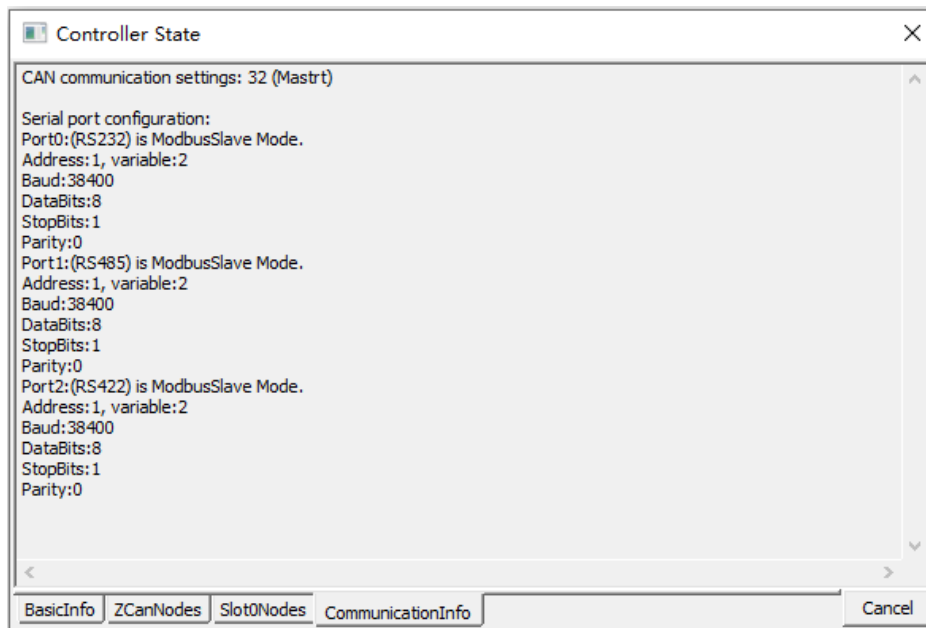 Controller State
CAN communication settings: 32 (Mastrt)
Serial port configuration:
Port0:(RS232) is ModbusSlave Mode.
Address:1, variable:2
Baud:38400
DataBits:8
StopBits:1
Parity:0
Port1:(RS485) is ModbusSlave Mode.
Address:1, variable:2
Baud:38400
DataBits:8
StopBits:1
Parity:0
Port2:(RS422) is ModbusSlave Mode.
Address:1, variable:2
Baud:38400
DataBits:8
StopBits:1
Parity:0
BasicInfo ZCanNodes Slot0Nodes CommunicationInfo Cancel